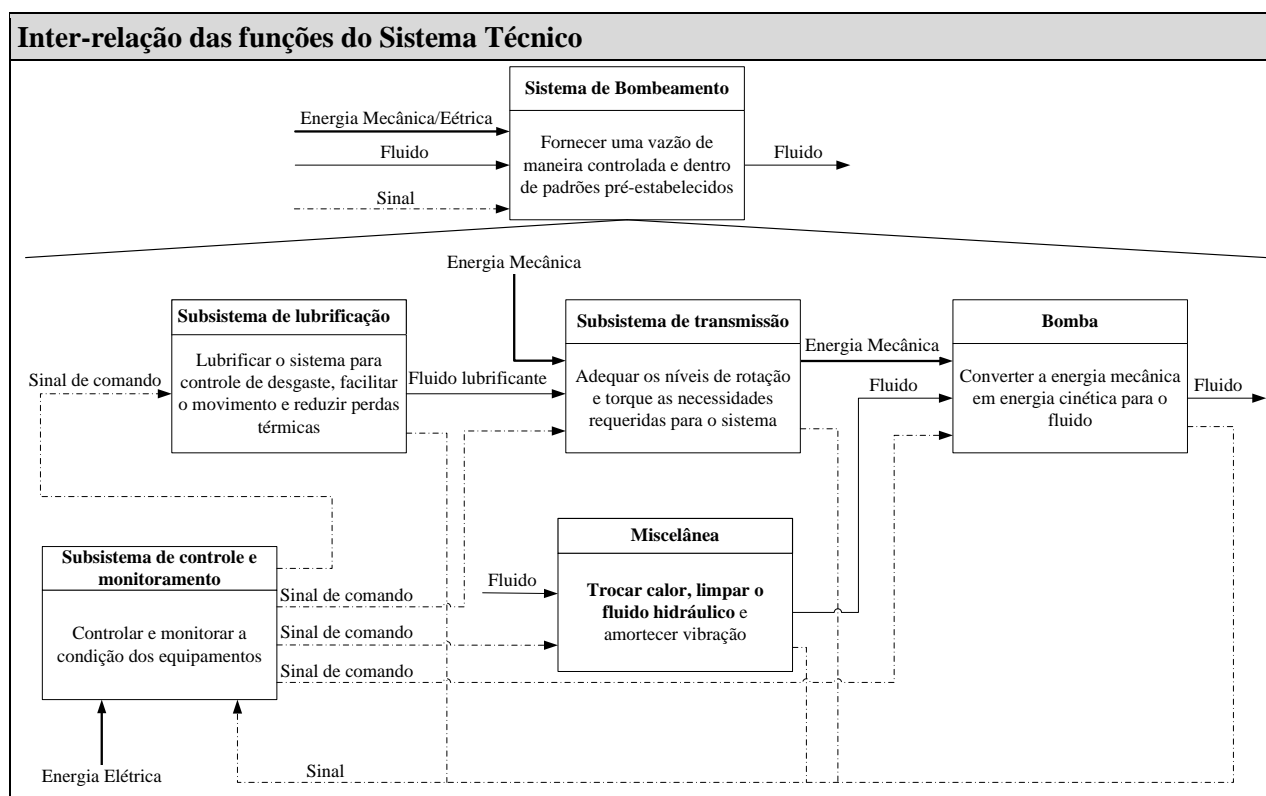 Inter-relação das funções do Sistema Técnico
Sistema de Bombeamento
Energia Mecânica/Eétrica
Fluido
Sinal
Fornecer uma vazão de
maneira controlada e dentro
de padrões pré-estabelecidos
Fluido
Energia Mecânica
Subsistema de lubrificação
Sinal de comando
Lubrificar o sistema para
controle de desgaste, facilitar
o movimento e reduzir perdas
térmicas
Fluido lubrificante
Subsistema de transmissão
Adequar os níveis de rotação
e torque as necessidades
requeridas para o sistema
Energia Mecânica
Fluido
Bomba
Converter a energia mecânica
em energia cinética para o
fluido
Fluido
Subsistema de controle e
monitoramento
Controlar e monitorar a
condição dos equipamentos
Sinal de comando
Sinal de comando
Sinal de comando
Fluido
Miscelânea
Trocar calor, limpar o
fluido hidráulico e
amortecer vibração
Energia Elétrica
Sinal